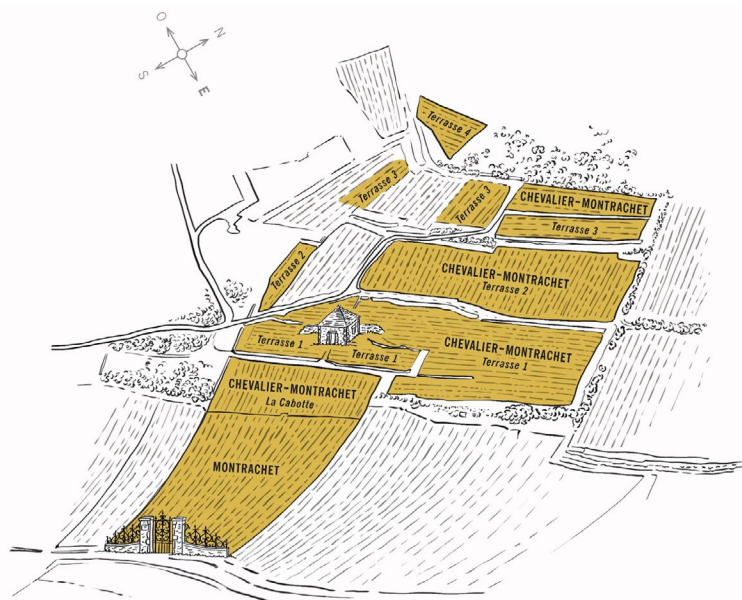 O
N
S
E
Terrasse 4
Terrasse 3
Terrasse 3
CHEVALIER-MONTRACHET
Terrasse 3
Terrasse 2
CHEVALIER-MONTRACHET
Terrasse 2
Terrasse 1
Terrasse 1
CHEVALIER-MONTRACHET
Terrasse 1
CHEVALIER-MONTRACHET
La Cabotte
MONTRACHET